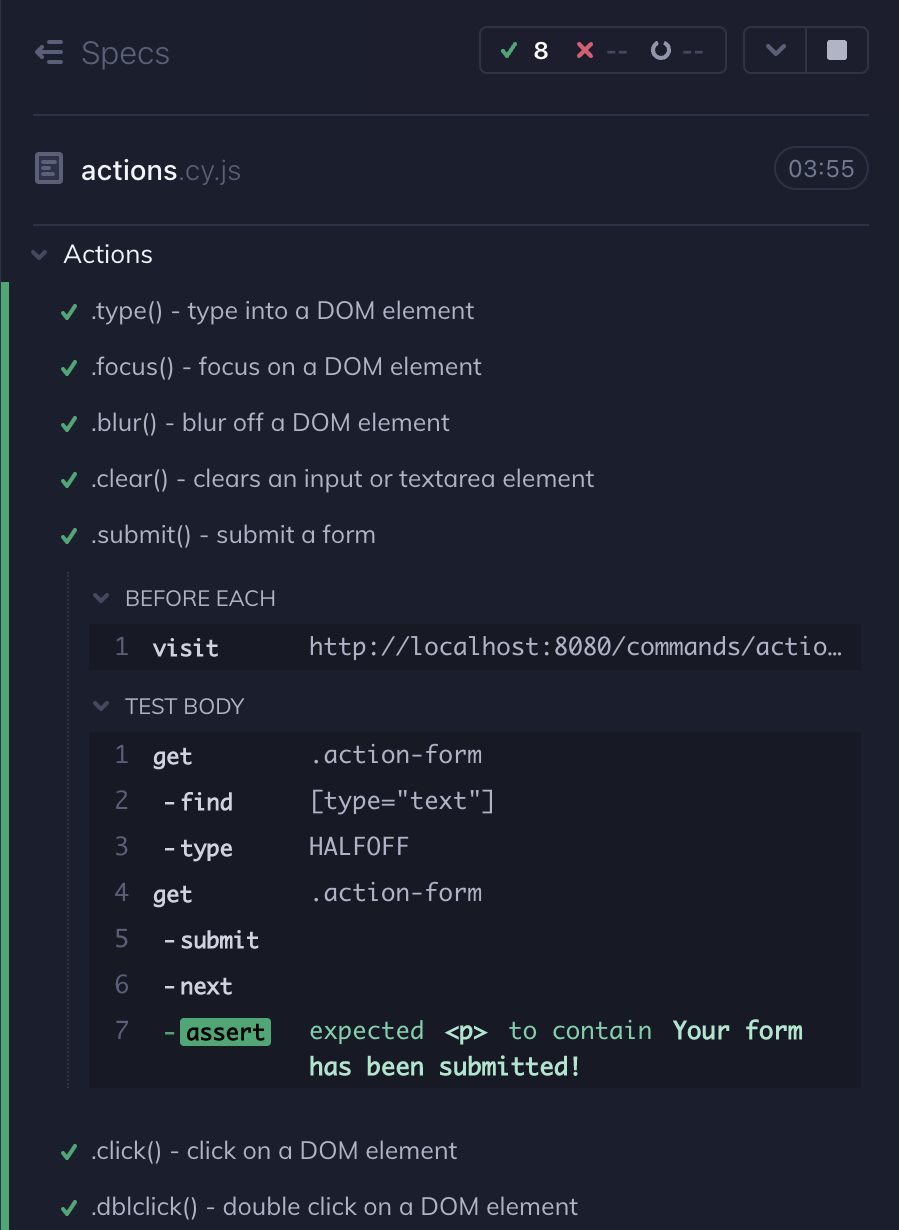 Specs
8 -- --
actions.cy.js
03:55
Actions
.type() - type into a DOM element
.focus() - focus on a DOM element
.blur() - blur off a DOM element
.clear() - clears an input or textarea element
.submit() - submit a form
BEFORE EACH
1 visit http://localhost:8080/commands/actio…
TEST BODY
1 get .action-form
2 -find [type="text"]
3 -type HALFOFF
4 get .action-form
5 -submit
6 -next
7 -assert expected <p> to contain Your form
has been submitted!
.click() - click on a DOM element
.dblclick() - double click on a DOM element